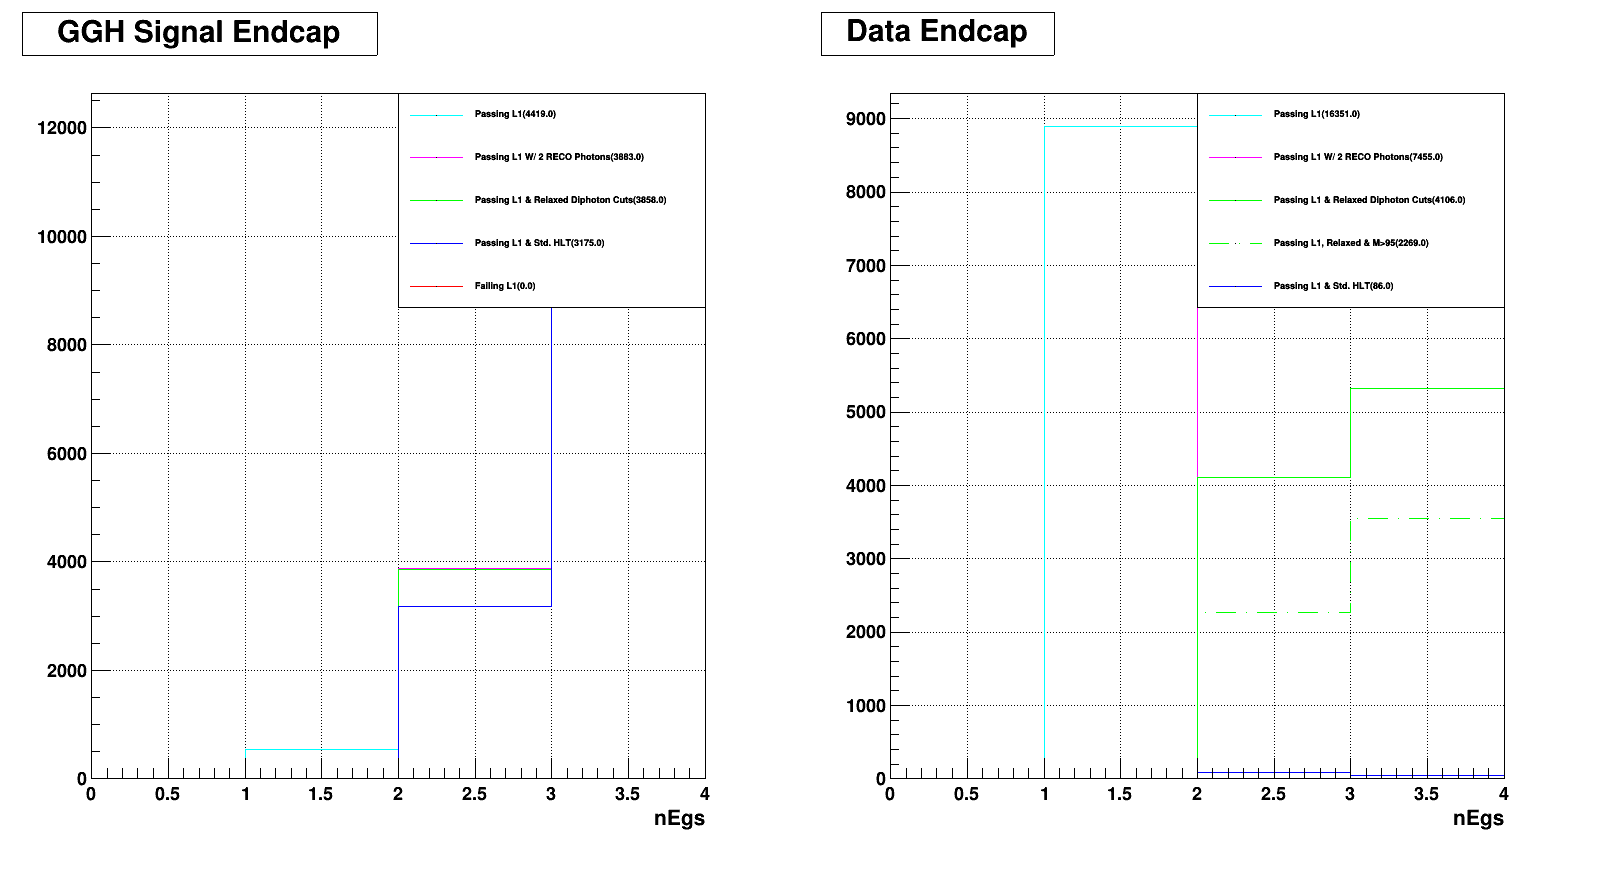 GGH Signal Endcap
Passing L1(4419.0)
Passing L1 W/ 2 RECO Photons(3883.0)
Passing L1 & Relaxed Diphoton Cuts(3858.0)
Passing L1 & Std. HLT(3175.0)
Failing L1(0.0)
12000
10000
8000
6000
4000
2000
0
0 0.5 1 1.5 2 2.5 3 3.5 4
nEgs
Data Endcap
Passing L1(16351.0)
Passing L1 W/ 2 RECO Photons(7455.0)
Passing L1 & Relaxed Diphoton Cuts(4106.0)
Passing L1, Relaxed & M>95(2269.0)
Passing L1 & Std. HLT(86.0)
9000
8000
7000
6000
5000
4000
3000
2000
1000
0
0 0.5 1 1.5 2 2.5 3 3.5 4
nEgs